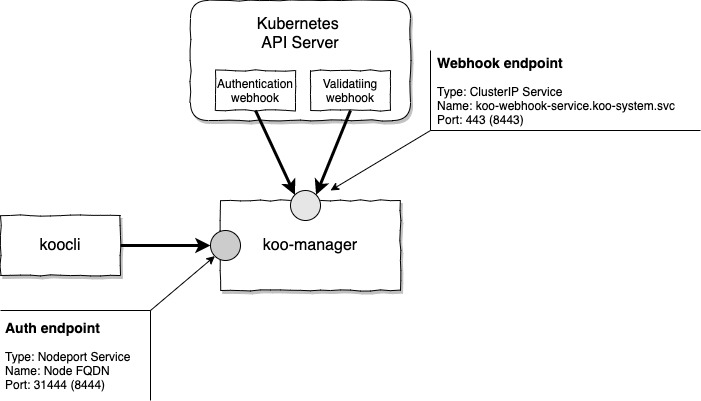 Kubernetes
API Server
Authentication
webhook
Validatiing
webhook
Webhook endpoint
Type: ClusterIP Service
Name: koo-webhook-service.koo-system.svc
Port: 443 (8443)
koocli
koo-manager
Auth endpoint
Type: Nodeport Service
Name: Node FQDN
Port: 31444 (8444)